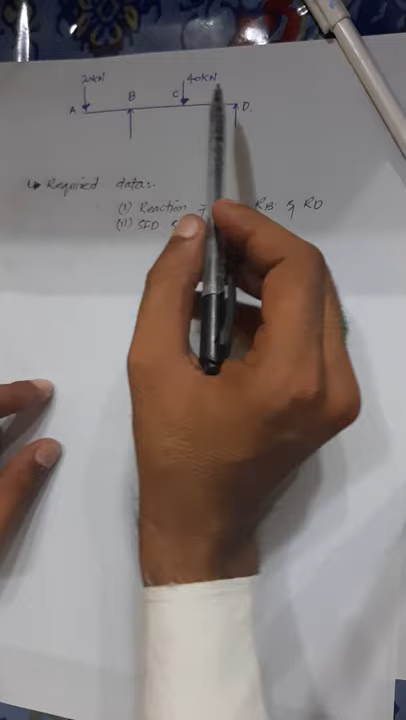 20kN
40kN
A B C D
↳ Required data:-
(i) Reaction RB & RD
(ii) SFD